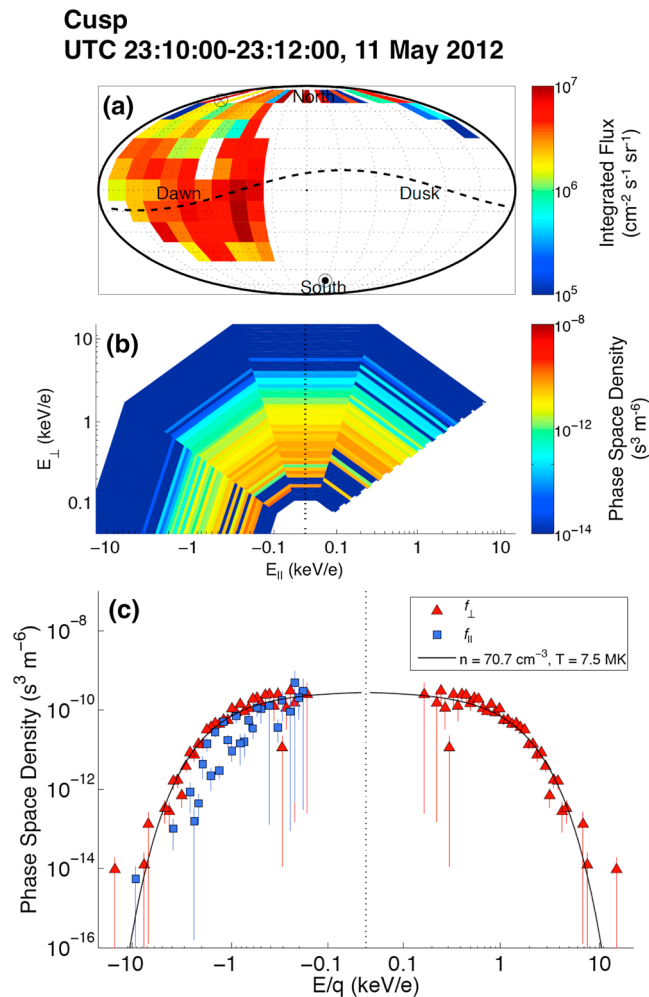 Cusp
UTC 23:10:00-23:12:00, 11 May 2012
(a)
North
Dawn
Dusk
South
10⁷
10⁶
10⁵
Integrated Flux
(cm⁻² s⁻¹ sr⁻¹)
(b)
10
1
0.1
E⊥ (keV/e)
−10
−1
−0.1
0.1
1
10
E|| (keV/e)
10⁻⁸
10⁻¹²
10⁻¹⁴
Phase Space Density
(s³ m⁻⁶)
(c)
f⊥
f||
n = 70.7 cm⁻³, T = 7.5 MK
10⁻⁸
10⁻¹⁰
10⁻¹²
10⁻¹⁴
10⁻¹⁶
Phase Space Density (s³ m⁻⁶)
−10
−1
−0.1
0.1
1
10
E/q (keV/e)